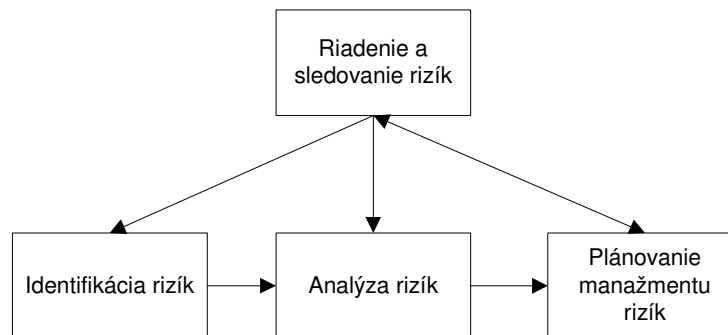 Riadenie a
sledovanie rizík
Identifikácia rizík
Analýza rizík
Plánovanie
manažmentu
rizík